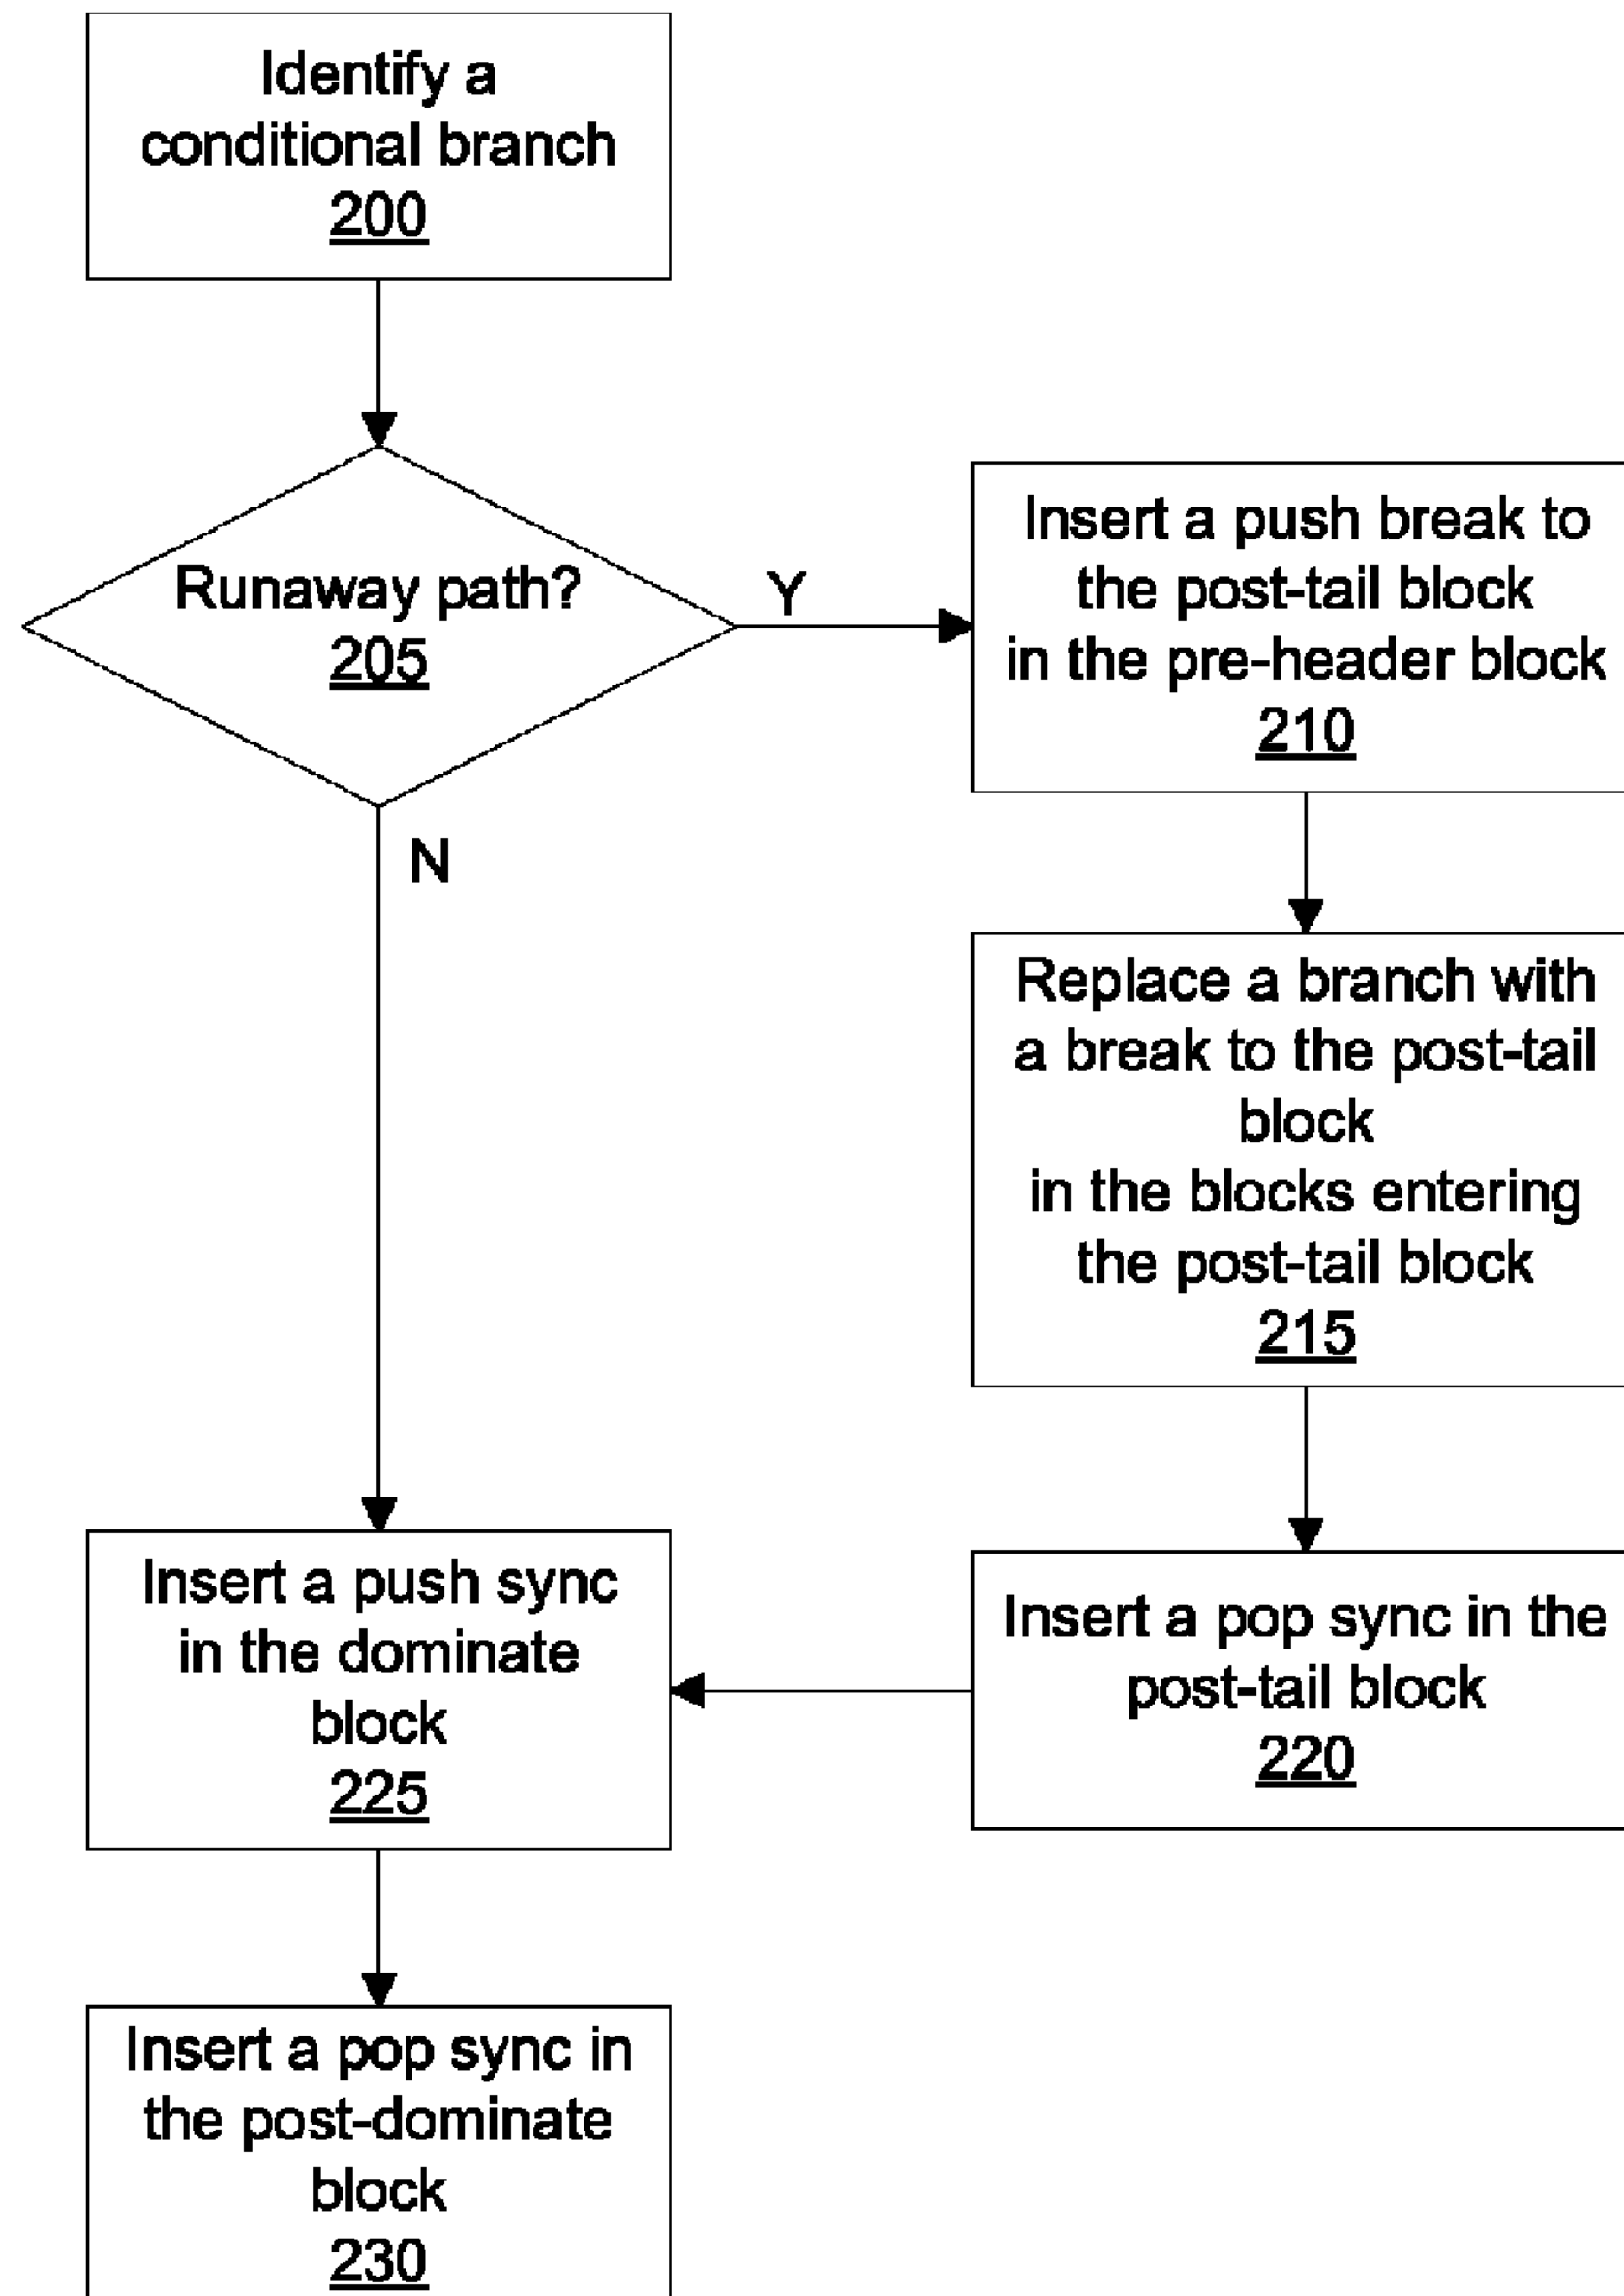 Identify a
conditional branch
200
Runaway path?
205
Y
N
Insert a push break to
the post-tail block
in the pre-header block
210
Replace a branch with
a break to the post-tail
block
in the blocks entering
the post-tail block
215
Insert a pop sync in the
post-tail block
220
Insert a push sync
in the dominate
block
225
Insert a pop sync in
the post-dominate
block
230